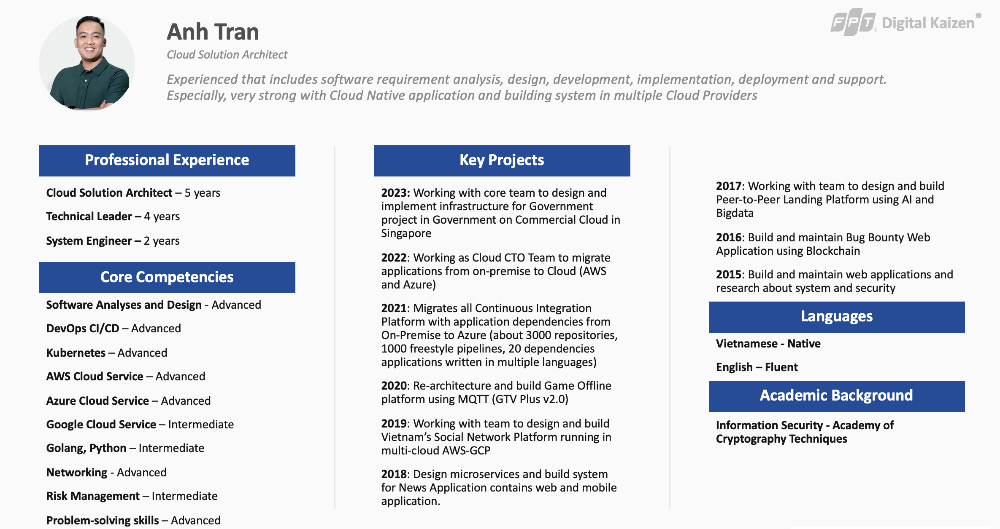 Anh Tran
Cloud Solution Architect
FPT® Digital Kaizen®
Experienced that includes software requirement analysis, design, development, implementation, deployment and support.
Especially, very strong with Cloud Native application and building system in multiple Cloud Providers
Professional Experience
Cloud Solution Architect – 5 years
Technical Leader – 4 years
System Engineer – 2 years
Core Competencies
Software Analyses and Design - Advanced
DevOps CI/CD – Advanced
Kubernetes – Advanced
AWS Cloud Service – Advanced
Azure Cloud Service – Advanced
Google Cloud Service – Intermediate
Golang, Python – Intermediate
Networking - Advanced
Risk Management – Intermediate
Problem-solving skills – Advanced
Key Projects
2023: Working with core team to design and
implement infrastructure for Government
project in Government on Commercial Cloud in
Singapore
2022: Working as Cloud CTO Team to migrate
applications from on-premise to Cloud (AWS
and Azure)
2021: Migrates all Continuous Integration
Platform with application dependencies from
On-Premise to Azure (about 3000 repositories,
1000 freestyle pipelines, 20 dependencies
applications written in multiple languages)
2020: Re-architecture and build Game Offline
platform using MQTT (GTV Plus v2.0)
2019: Working with team to design and build
Vietnam’s Social Network Platform running in
multi-cloud AWS-GCP
2018: Design microservices and build system
for News Application contains web and mobile
application.
2017: Working with team to design and build
Peer-to-Peer Landing Platform using AI and
Bigdata
2016: Build and maintain Bug Bounty Web
Application using Blockchain
2015: Build and maintain web applications and
research about system and security
Languages
Vietnamese - Native
English – Fluent
Academic Background
Information Security - Academy of
Cryptography Techniques